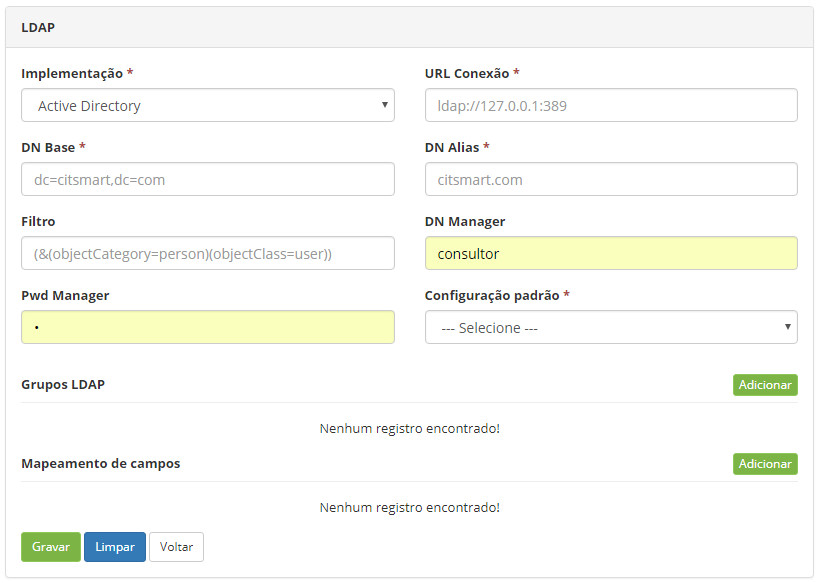 LDAP
Implementação * URL Conexão *
Active Directory ldap://127.0.0.1:389
DN Base * DN Alias *
dc=citsmart,dc=com citsmart.com
Filtro DN Manager
(&(objectCategory=person)(objectClass=user)) consultor
Pwd Manager Configuração padrão *
• --- Selecione ---
Grupos LDAP Adicionar
Nenhum registro encontrado!
Mapeamento de campos Adicionar
Nenhum registro encontrado!
Gravar Limpar Voltar